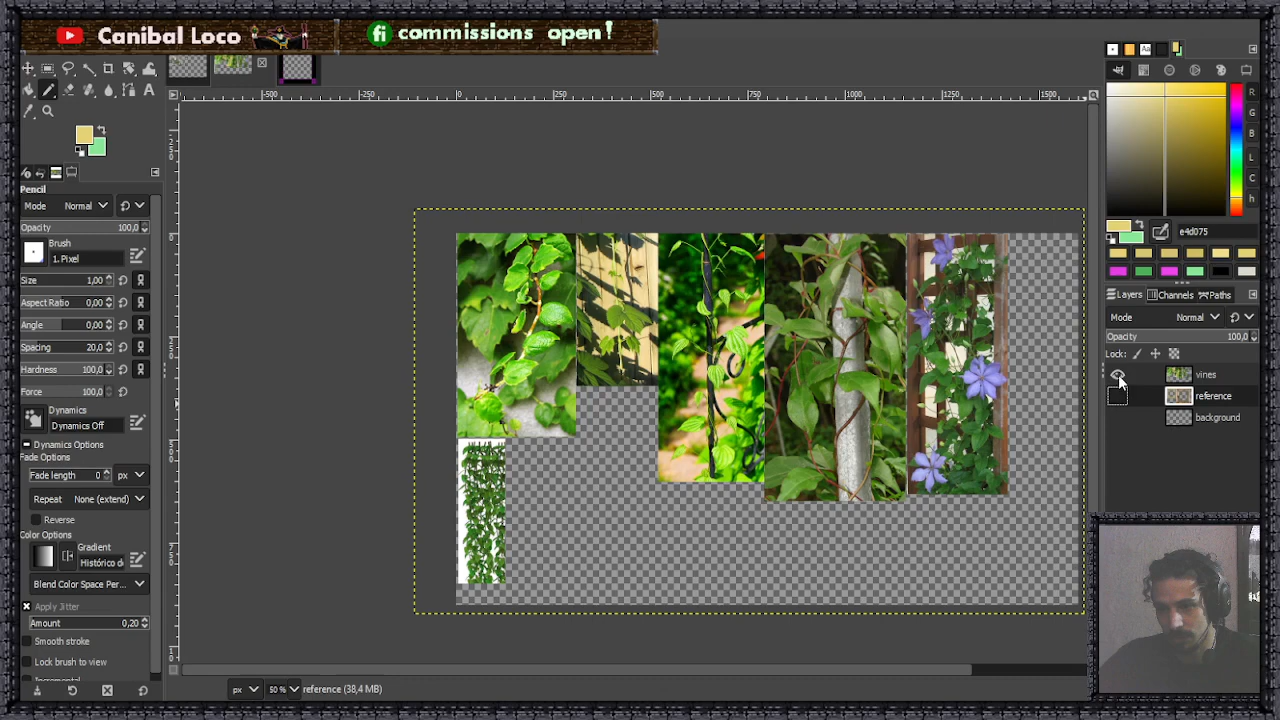 Canibal Loco
fi commissions open!
-500 -250 0 250 500 750 1000 1250 1500
Aa
R
G
B
L
C
h
e4d075
Pencil
Mode Normal
Opacity 100,0
Brush
1. Pixel
Size 1,00
Aspect Ratio 0,00
Angle 0,00
Spacing 20,0
Hardness 100,0
Force 100,0
Dynamics
Dynamics Off
Dynamics Options
Fade Options
Fade length 0 px
Repeat None (extend)
Reverse
Color Options
Gradient
Histórico d
Blend Color Space Per...
Apply Jitter
Amount 0,20
Smooth stroke
Lock brush to view
Incremental
Layers Channels Paths
Mode Normal
Opacity 100,0
Lock:
vines
reference
background
px 50 % reference (38,4 MB)